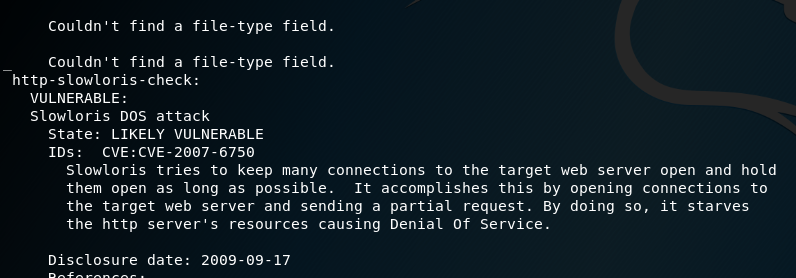 Couldn't find a file-type field.
Couldn't find a file-type field.
_
http-slowloris-check:
VULNERABLE:
Slowloris DOS attack
State: LIKELY VULNERABLE
IDs:  CVE:CVE-2007-6750
Slowloris tries to keep many connections to the target web server open and hold
them open as long as possible.  It accomplishes this by opening connections to
the target web server and sending a partial request. By doing so, it starves
the http server's resources causing Denial Of Service.
Disclosure date: 2009-09-17
References: